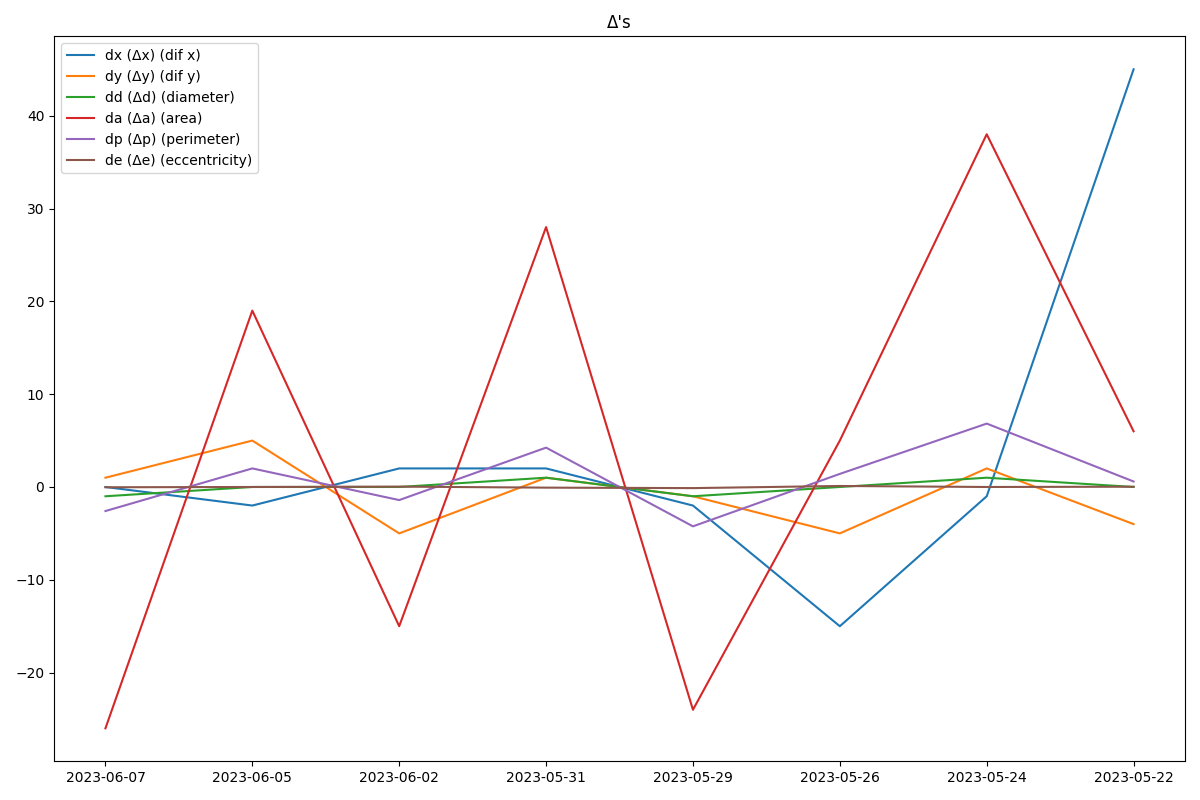 Δ's
dx (Δx) (dif x)
dy (Δy) (dif y)
dd (Δd) (diameter)
da (Δa) (area)
dp (Δp) (perimeter)
de (Δe) (eccentricity)
40
30
20
10
0
−10
−20
2023-06-07 2023-06-05 2023-06-02 2023-05-31 2023-05-29 2023-05-26 2023-05-24 2023-05-22